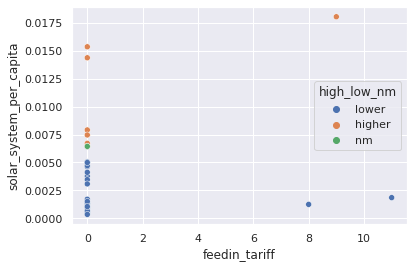 0.0175
0.0150
0.0125
0.0100
0.0075
0.0050
0.0025
0.0000
solar_system_per_capita
high_low_nm
lower
higher
nm
0 2 4 6 8 10
feedin_tariff